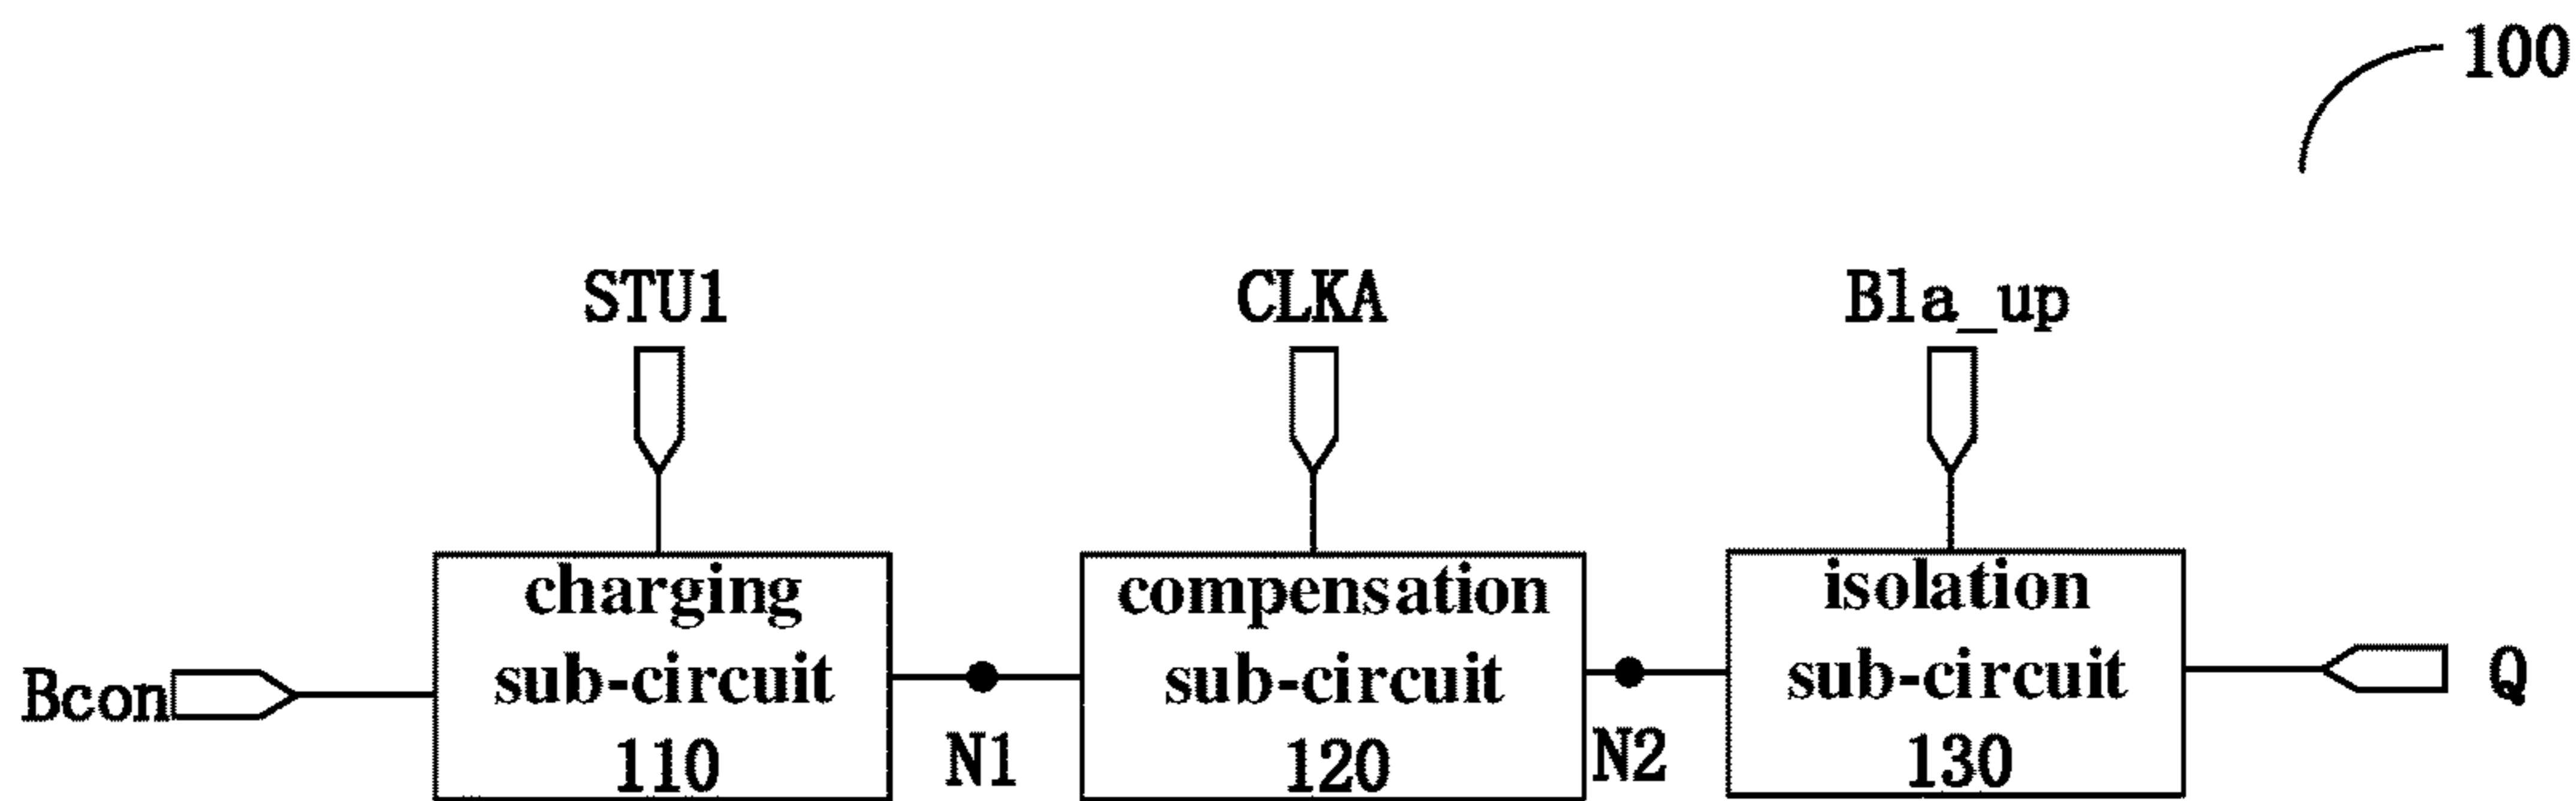 100
STU1
CLKA
Bla_up
charging
sub-circuit
110
compensation
sub-circuit
120
isolation
sub-circuit
130
Bcon
N1
N2
Q